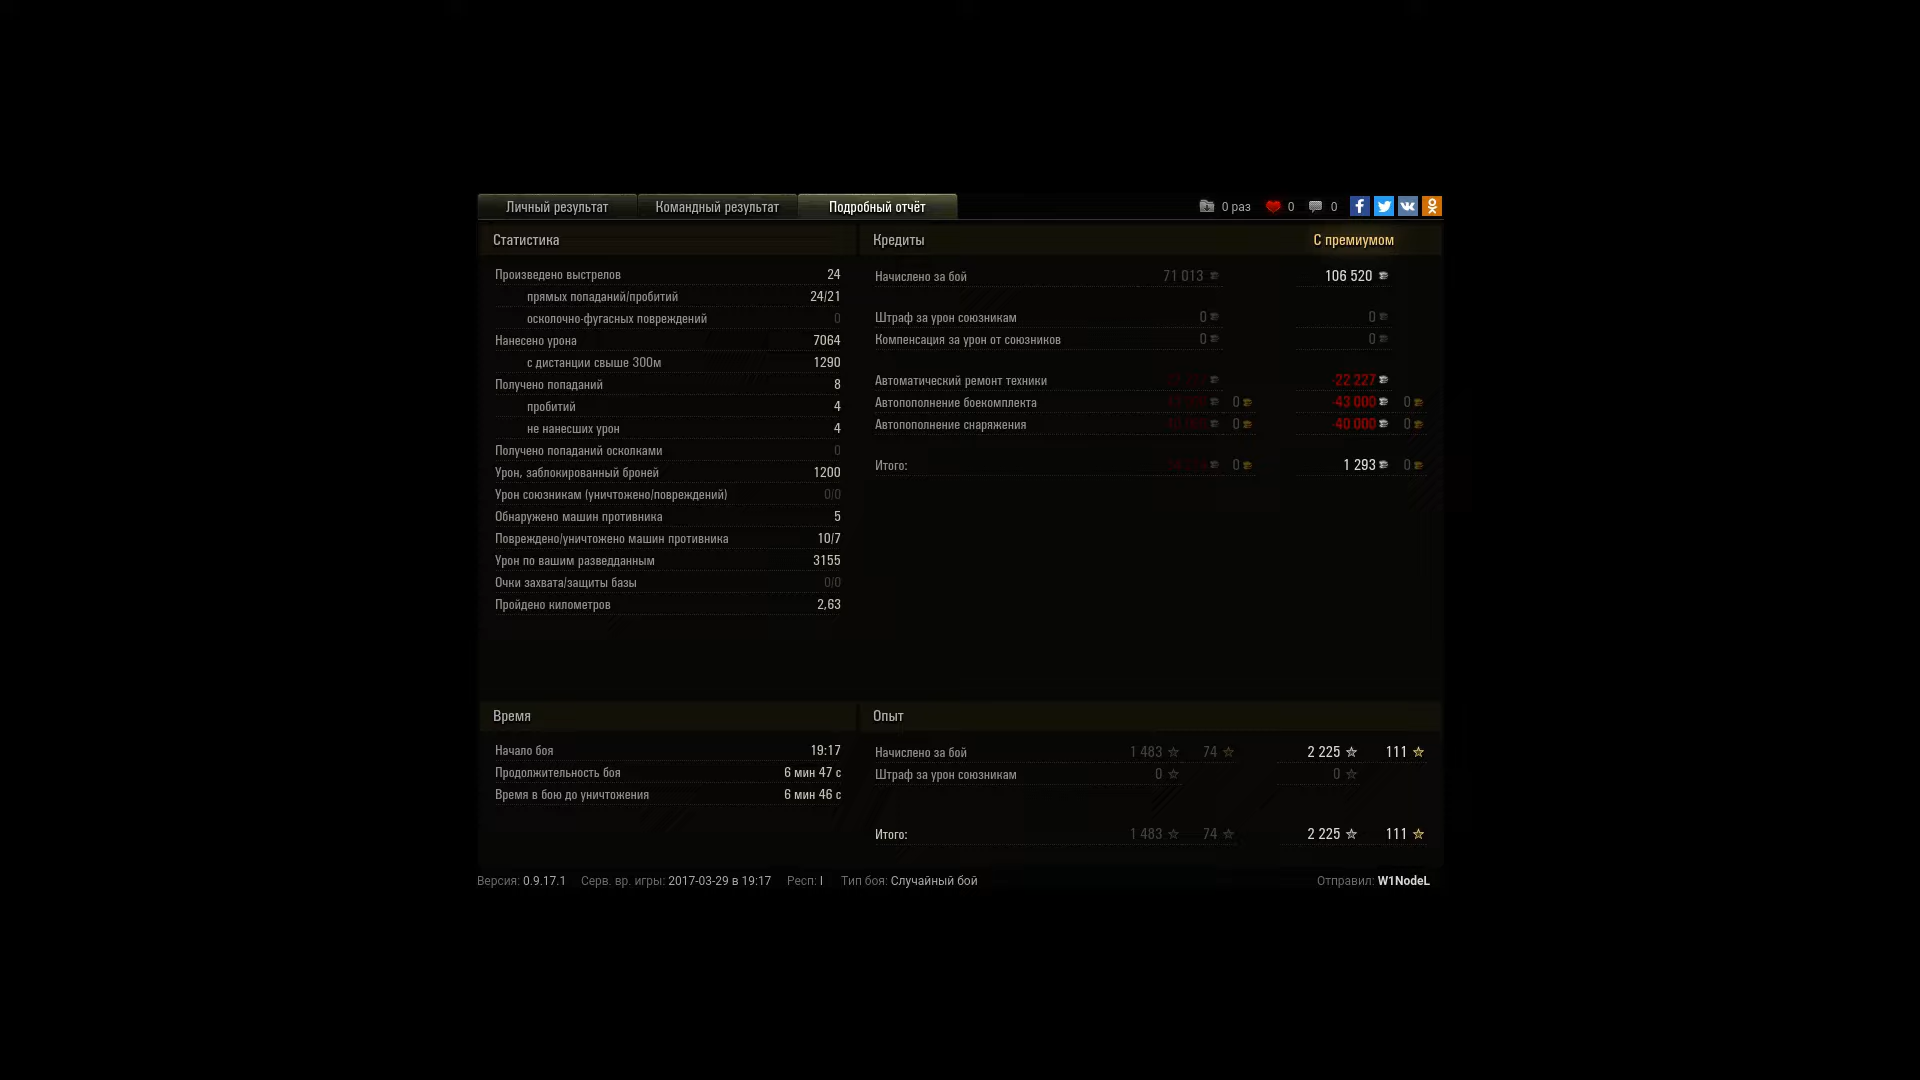 Личный результат Командный результат Подробный отчёт 0 раз 0 0
Статистика
Произведено выстрелов 24
прямых попаданий/пробитий 24/21
осколочно-фугасных повреждений 0
Нанесено урона 7064
с дистанции свыше 300м 1290
Получено попаданий 8
пробитий 4
не нанесших урон 4
Получено попаданий осколками 0
Урон, заблокированный броней 1200
Урон союзникам (уничтожено/повреждений) 0/0
Обнаружено машин противника 5
Повреждено/уничтожено машин противника 10/7
Урон по вашим разведданным 3155
Очки захвата/защиты базы 0/0
Пройдено километров 2,63
Кредиты С премиумом
Начислено за бой 71 013 106 520
Штраф за урон союзникам 0 0
Компенсация за урон от союзников 0 0
Автоматический ремонт техники -22 227
Автопополнение боекомплекта 0 -43 000 0
Автопополнение снаряжения 0 -40 000 0
Итого: 0 1 293 0
Время
Начало боя 19:17
Продолжительность боя 6 мин 47 с
Время в бою до уничтожения 6 мин 46 с
Опыт
Начислено за бой 1 483 74 2 225 111
Штраф за урон союзникам 0 0
Итого: 1 483 74 2 225 111
Версия: 0.9.17.1 Серв. вр. игры: 2017-03-29 в 19:17 Респ: I Тип боя: Случайный бой Отправил: W1NodeL